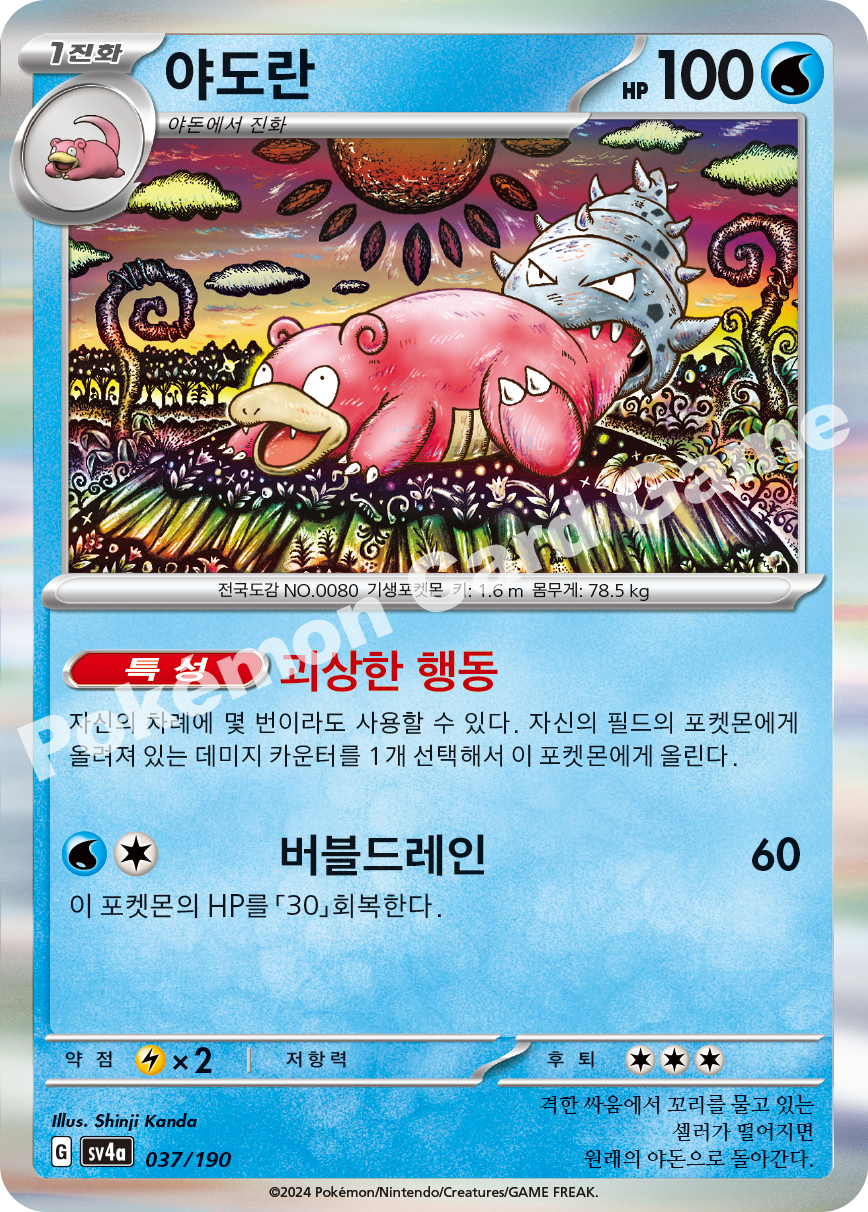 1진화
야도란
HP 100
야돈에서 진화
전국도감 NO.0080 기생포켓몬 키: 1.6 m 몸무게: 78.5 kg
Pokémon Card Game
특성 괴상한 행동
자신의 차례에 몇 번이라도 사용할 수 있다. 자신의 필드의 포켓몬에게
올려져 있는 데미지 카운터를 1개 선택해서 이 포켓몬에게 올린다.
버블드레인 60
이 포켓몬의 HP를 「30」 회복한다.
약점 ×2 저항력 후퇴
Illus. Shinji Kanda
G sv4a 037/190
격한 싸움에서 꼬리를 물고 있는
셀러가 떨어지면
원래의 야돈으로 돌아간다.
©2024 Pokémon/Nintendo/Creatures/GAME FREAK.